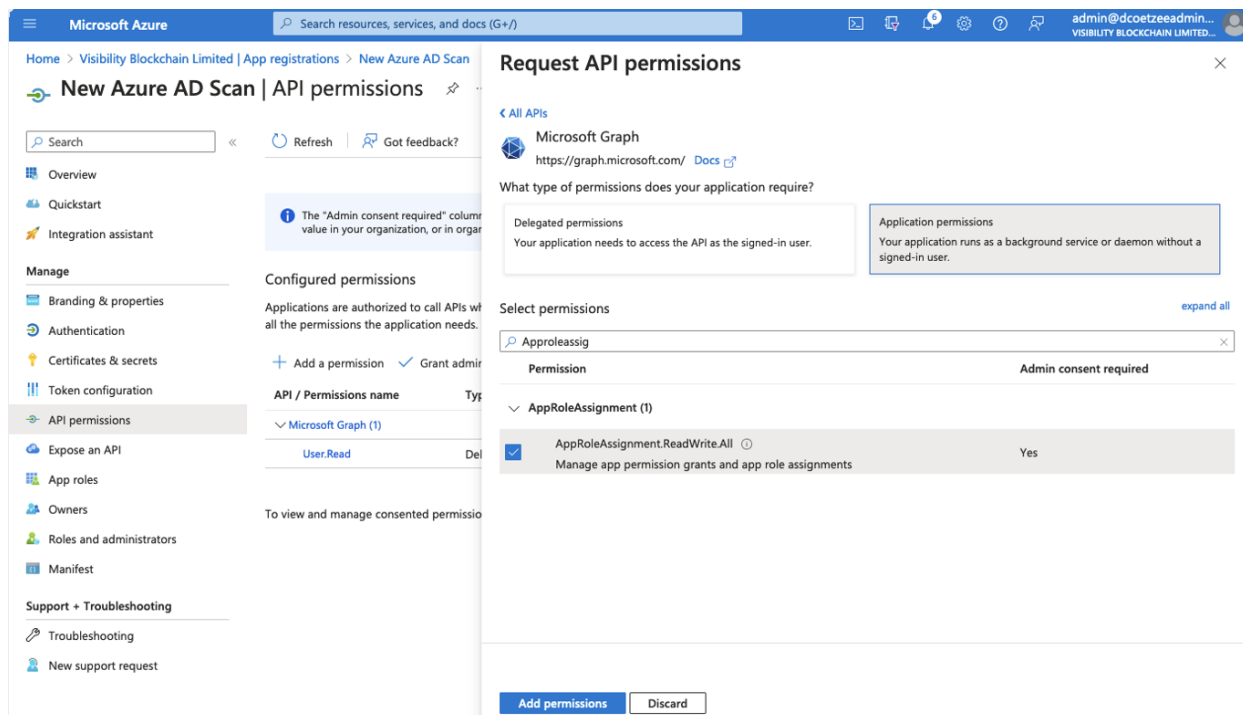 Microsoft Azure
Search resources, services, and docs (G+/)
6
admin@dcoetzeeadmin...
VISIBILITY BLOCKCHAIN LIMITED...
Home > Visibility Blockchain Limited | App registrations > New Azure AD Scan
New Azure AD Scan | API permissions
Search
Overview
Quickstart
Integration assistant
Manage
Branding & properties
Authentication
Certificates & secrets
Token configuration
API permissions
Expose an API
App roles
Owners
Roles and administrators
Manifest
Support + Troubleshooting
Troubleshooting
New support request
Refresh
Got feedback?
The "Admin consent required" column
value in your organization, or in organ
Configured permissions
Applications are authorized to call APIs wh
all the permissions the application needs.
Add a permission
Grant admin
API / Permissions name
Typ
Microsoft Graph (1)
User.Read
Del
To view and manage consented permissio
Request API permissions
All APIs
Microsoft Graph
https://graph.microsoft.com/ Docs
What type of permissions does your application require?
Delegated permissions
Your application needs to access the API as the signed-in user.
Application permissions
Your application runs as a background service or daemon without a
signed-in user.
Select permissions
expand all
Approleassig
Permission
Admin consent required
AppRoleAssignment (1)
AppRoleAssignment.ReadWrite.All
Manage app permission grants and app role assignments
Yes
Add permissions
Discard